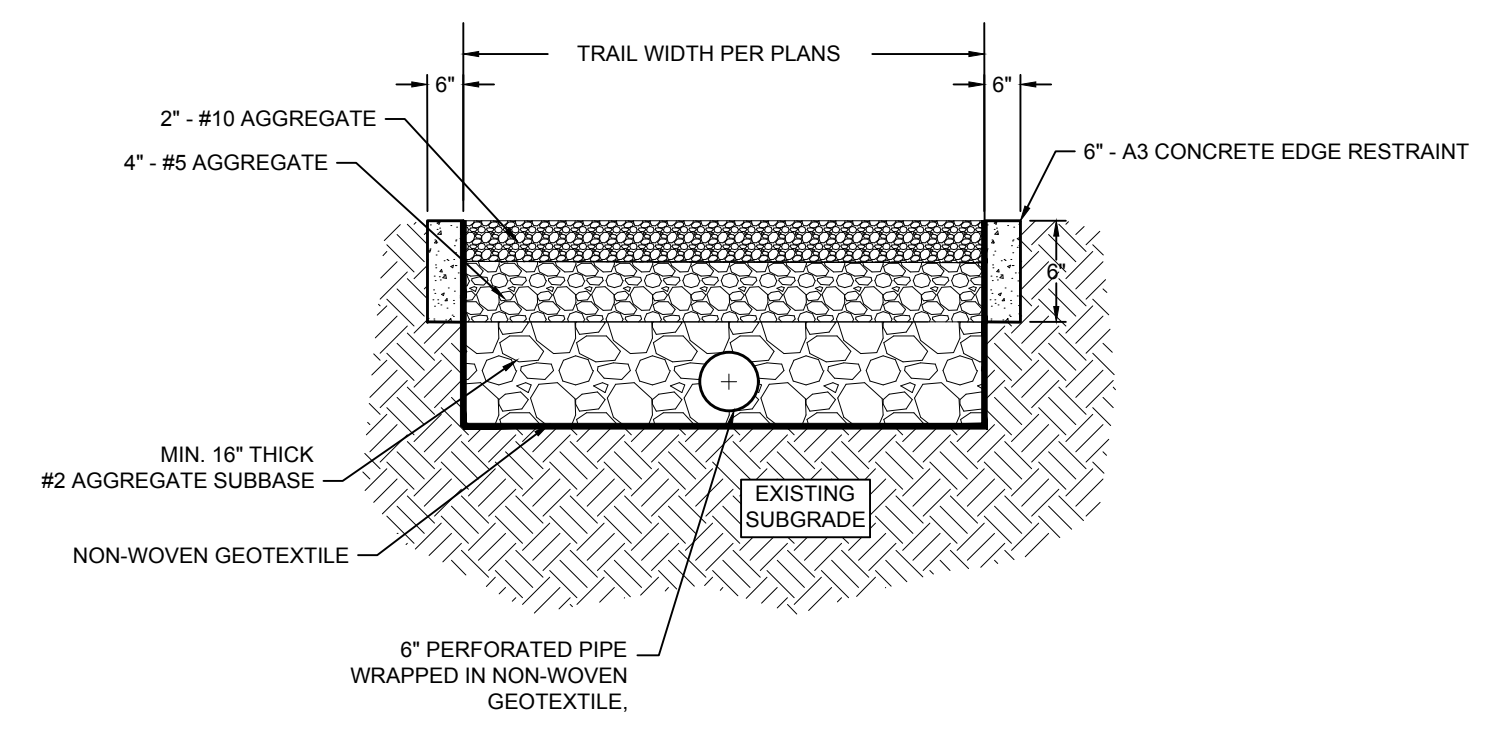 TRAIL WIDTH PER PLANS
6"
6"
2" - #10 AGGREGATE
4" - #5 AGGREGATE
6" - A3 CONCRETE EDGE RESTRAINT
6"
MIN. 16" THICK
#2 AGGREGATE SUBBASE
EXISTING
SUBGRADE
NON-WOVEN GEOTEXTILE
6" PERFORATED PIPE
WRAPPED IN NON-WOVEN
GEOTEXTILE,